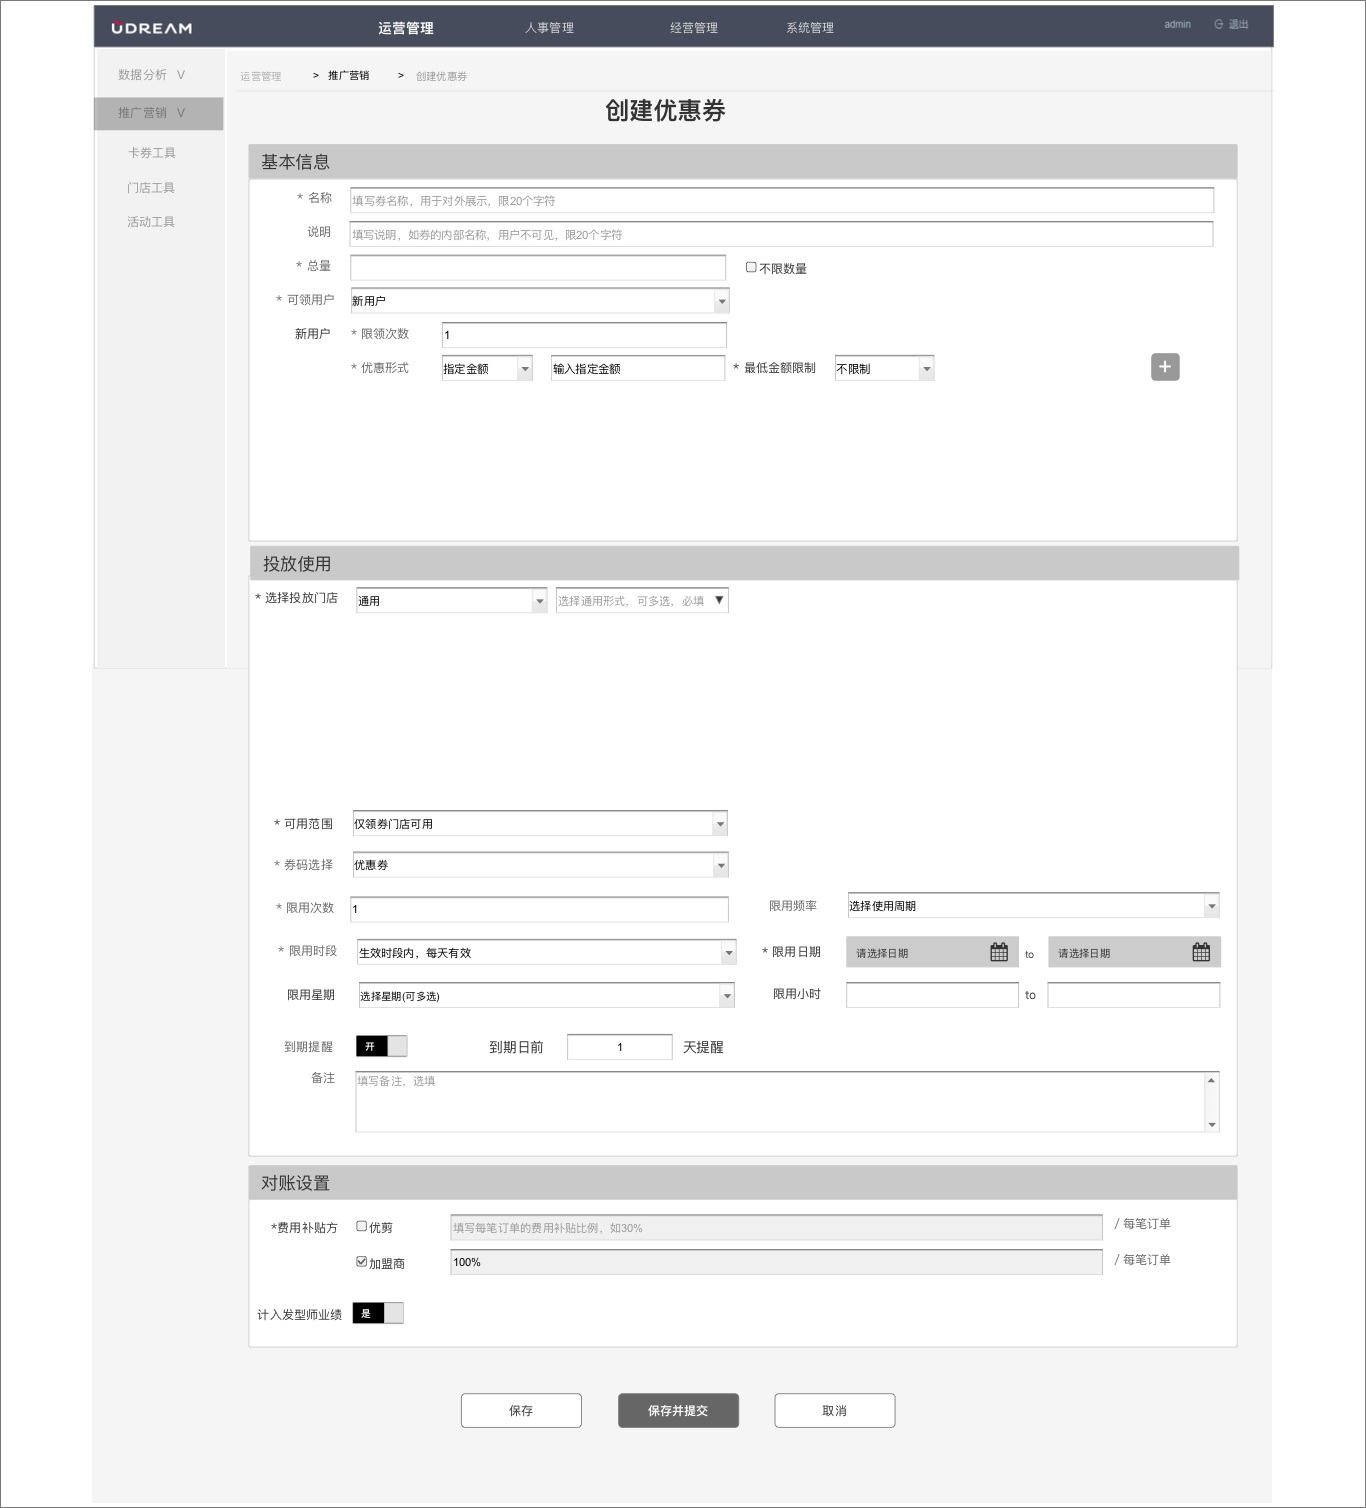 UDREAM 运营管理 人事管理 经营管理 系统管理 admin 退出
数据分析 V
推广营销 V
卡券工具
门店工具
活动工具
运营管理 > 推广营销 > 创建优惠券
创建优惠券
基本信息
* 名称 填写券名称，用于对外展示，限20个字符
说明 填写说明，如券的内部名称，用户不可见，限20个字符
* 总量 不限数量
* 可领用户 新用户
新用户 * 限领次数 1
* 优惠形式 指定金额 输入指定金额 * 最低金额限制 不限制 +
投放使用
* 选择投放门店 通用 选择通用形式，可多选，必填 ▼
* 可用范围 仅领券门店可用
* 券码选择 优惠券
* 限用次数 1 限用频率 选择使用周期
* 限用时段 生效时段内，每天有效 * 限用日期 请选择日期 to 请选择日期
限用星期 选择星期(可多选) 限用小时 to
到期提醒 开 到期日前 1 天提醒
备注 填写备注，选填
对账设置
*费用补贴方 优剪 填写每笔订单的费用补贴比例，如30% / 每笔订单
加盟商 100% / 每笔订单
计入发型师业绩 是
保存 保存并提交 取消